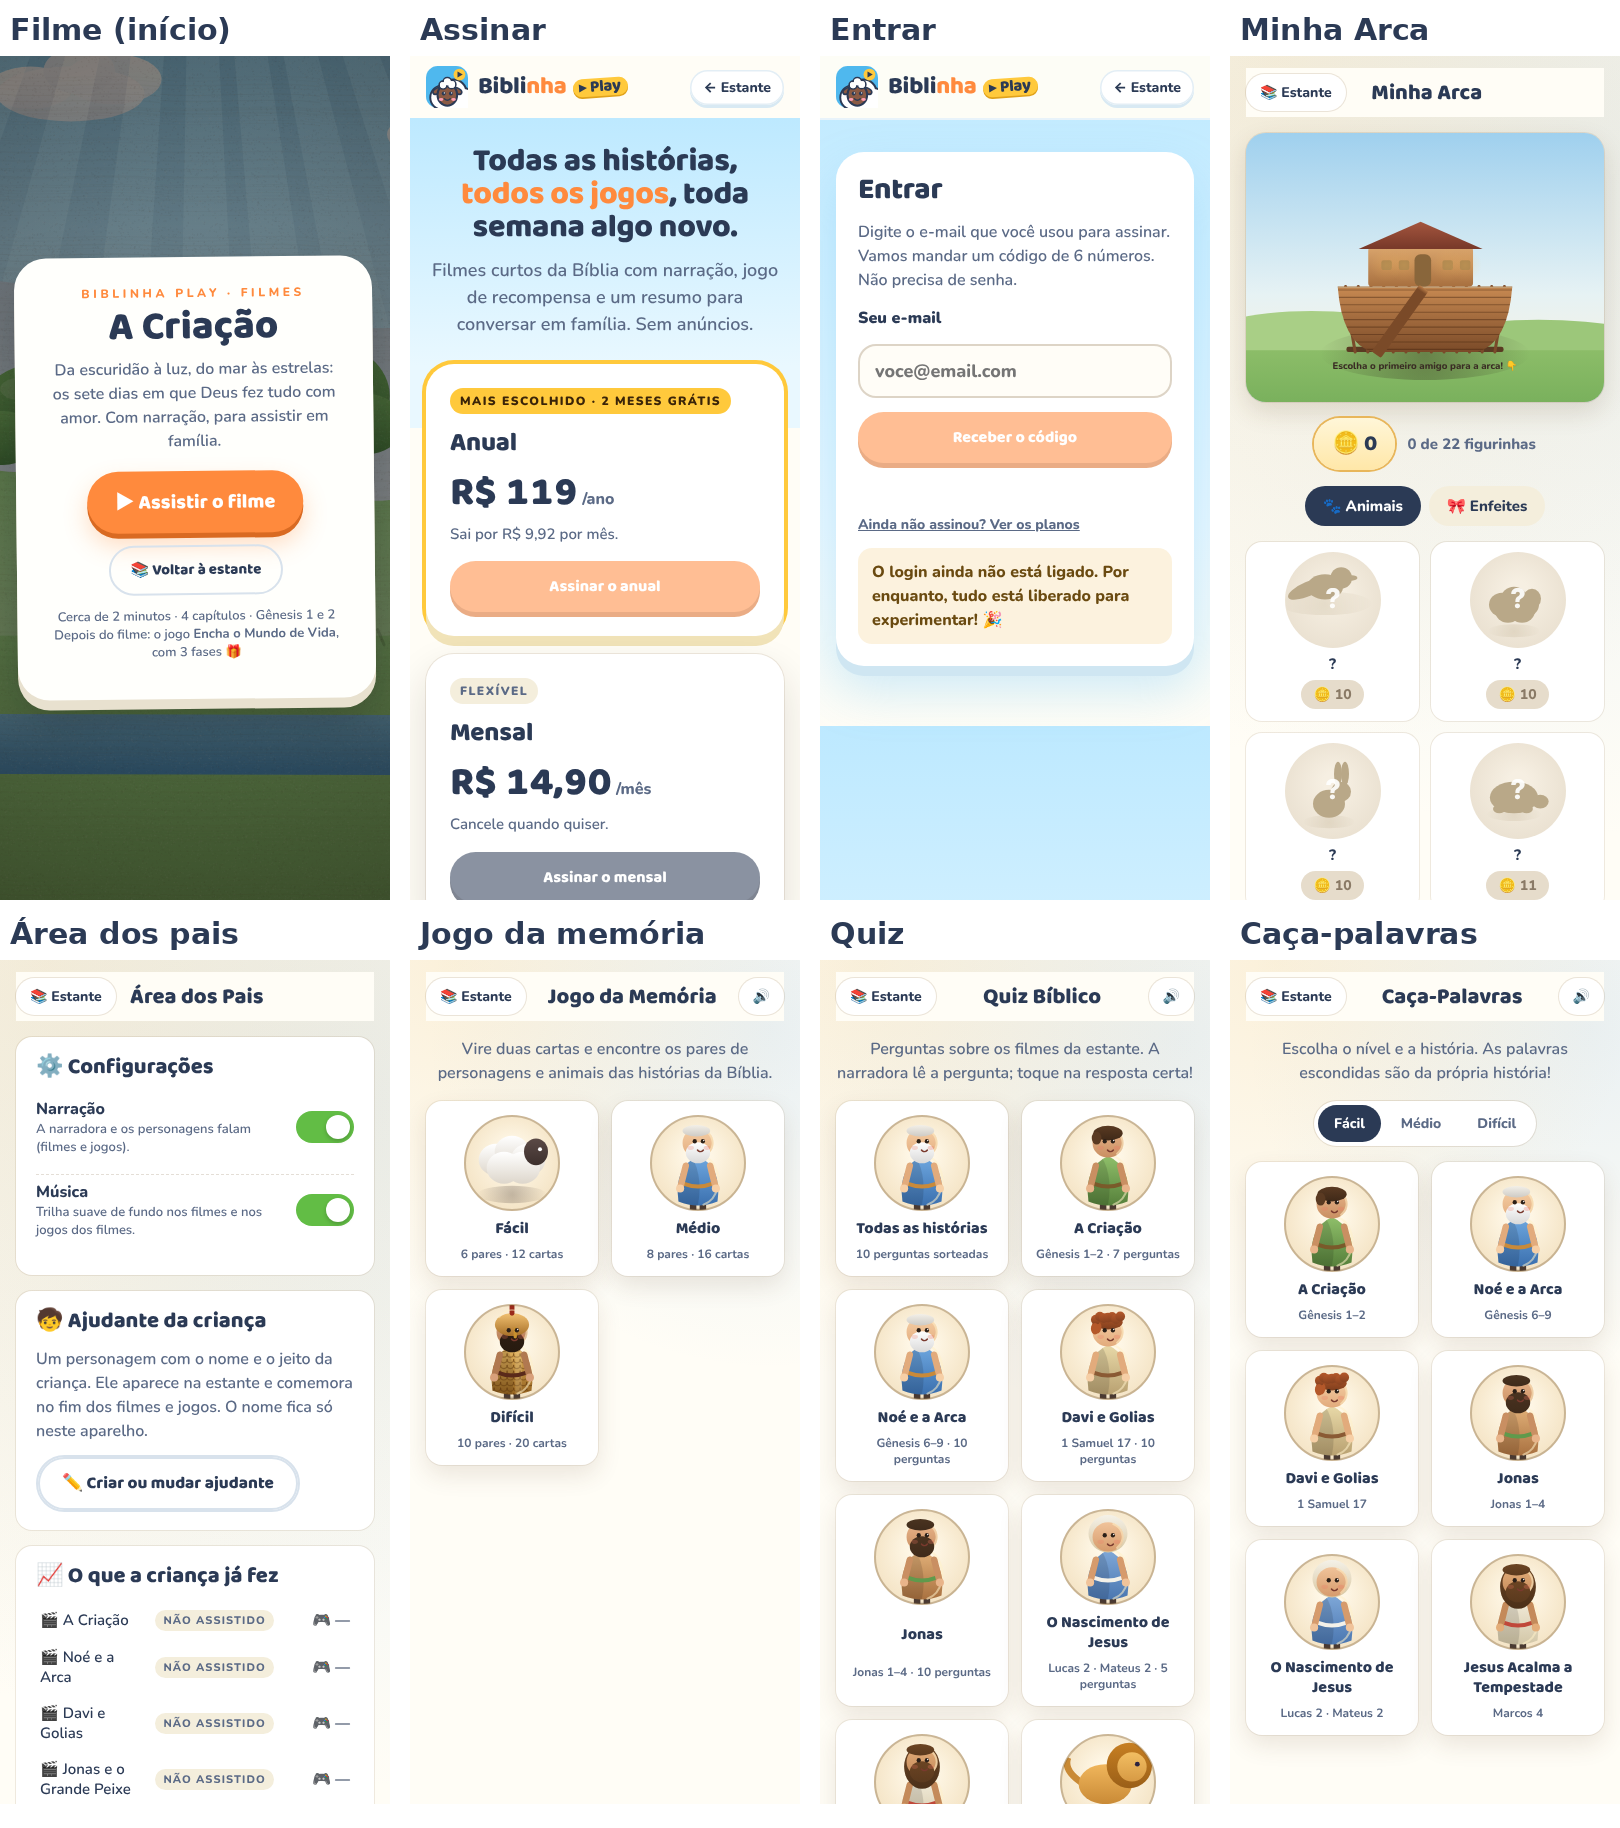 Filme (início)
BIBLINHA PLAY · FILMES
A Criação
Da escuridão à luz, do mar às estrelas:
os sete dias em que Deus fez tudo com
amor. Com narração, para assistir em
família.
▶ Assistir o filme
📚 Voltar à estante
Cerca de 2 minutos · 4 capítulos · Gênesis 1 e 2
Depois do filme: o jogo Encha o Mundo de Vida,
com 3 fases 🎁
Assinar
Biblinha ▶ Play
← Estante
Todas as histórias,
todos os jogos, toda
semana algo novo.
Filmes curtos da Bíblia com narração, jogo
de recompensa e um resumo para
conversar em família. Sem anúncios.
MAIS ESCOLHIDO · 2 MESES GRÁTIS
Anual
R$ 119 /ano
Sai por R$ 9,92 por mês.
Assinar o anual
FLEXÍVEL
Mensal
R$ 14,90 /mês
Cancele quando quiser.
Assinar o mensal
Entrar
Biblinha ▶ Play
← Estante
Entrar
Digite o e-mail que você usou para assinar.
Vamos mandar um código de 6 números.
Não precisa de senha.
Seu e-mail
voce@email.com
Receber o código
Ainda não assinou? Ver os planos
O login ainda não está ligado. Por
enquanto, tudo está liberado para
experimentar! 🎉
Minha Arca
📚 Estante
Minha Arca
Escolha o primeiro amigo para a arca! 👇
🪙 0
0 de 22 figurinhas
🐾 Animais
🎀 Enfeites
?
?
?
?
🪙 10
🪙 10
?
?
?
?
🪙 10
🪙 11
Área dos pais
📚 Estante
Área dos Pais
⚙️ Configurações
Narração
A narradora e os personagens falam
(filmes e jogos).
Música
Trilha suave de fundo nos filmes e nos
jogos dos filmes.
🧒 Ajudante da criança
Um personagem com o nome e o jeito da
criança. Ele aparece na estante e comemora
no fim dos filmes e jogos. O nome fica só
neste aparelho.
✏️ Criar ou mudar ajudante
📈 O que a criança já fez
🎬 A Criação
NÃO ASSISTIDO
🎮 —
🎬 Noé e a
Arca
NÃO ASSISTIDO
🎮 —
🎬 Davi e
Golias
NÃO ASSISTIDO
🎮 —
🎬 Jonas e o
Grande Peixe
NÃO ASSISTIDO
🎮 —
Jogo da memória
📚 Estante
Jogo da Memória
🔊
Vire duas cartas e encontre os pares de
personagens e animais das histórias da Bíblia.
Fácil
6 pares · 12 cartas
Médio
8 pares · 16 cartas
Difícil
10 pares · 20 cartas
Quiz
📚 Estante
Quiz Bíblico
🔊
Perguntas sobre os filmes da estante. A
narradora lê a pergunta; toque na resposta certa!
Todas as histórias
10 perguntas sorteadas
A Criação
Gênesis 1–2 · 7 perguntas
Noé e a Arca
Gênesis 6–9 · 10
perguntas
Davi e Golias
1 Samuel 17 · 10
perguntas
Jonas
Jonas 1–4 · 10 perguntas
O Nascimento de
Jesus
Lucas 2 · Mateus 2 · 5
perguntas
Caça-palavras
📚 Estante
Caça-Palavras
🔊
Escolha o nível e a história. As palavras
escondidas são da própria história!
Fácil
Médio
Difícil
A Criação
Gênesis 1–2
Noé e a Arca
Gênesis 6–9
Davi e Golias
1 Samuel 17
Jonas
Jonas 1–4
O Nascimento de
Jesus
Lucas 2 · Mateus 2
Jesus Acalma a
Tempestade
Marcos 4